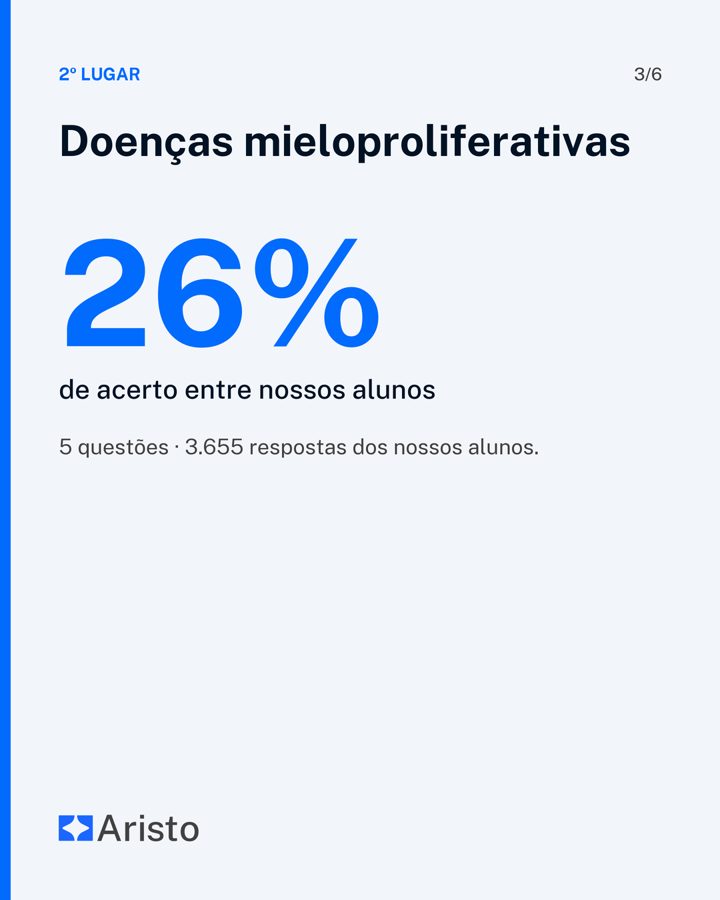 2º LUGAR
3/6
Doenças mieloproliferativas
26%
de acerto entre nossos alunos
5 questões · 3.655 respostas dos nossos alunos.
Aristo